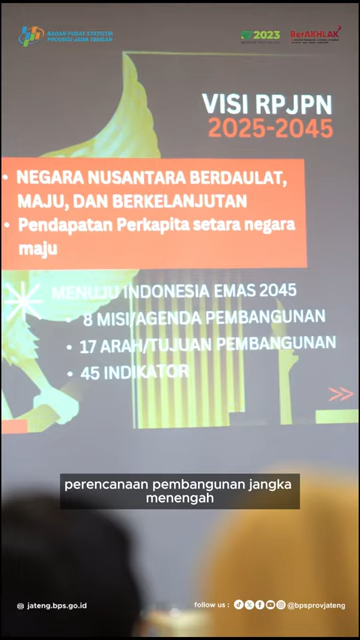 BADAN PUSAT STATISTIK
PROVINSI JAWA TENGAH
2023
BerAKHLAK
VISI RPJPN
2025-2045
• NEGARA NUSANTARA BERDAULAT,
MAJU, DAN BERKELANJUTAN
• Pendapatan Perkapita setara negara
maju
MENUJU INDONESIA EMAS 2045
• 8 MISI/AGENDA PEMBANGUNAN
• 17 ARAH/TUJUAN PEMBANGUNAN
• 45 INDIKATOR
perencanaan pembangunan jangka
menengah
jateng.bps.go.id
follow us :
@bpsprovjateng